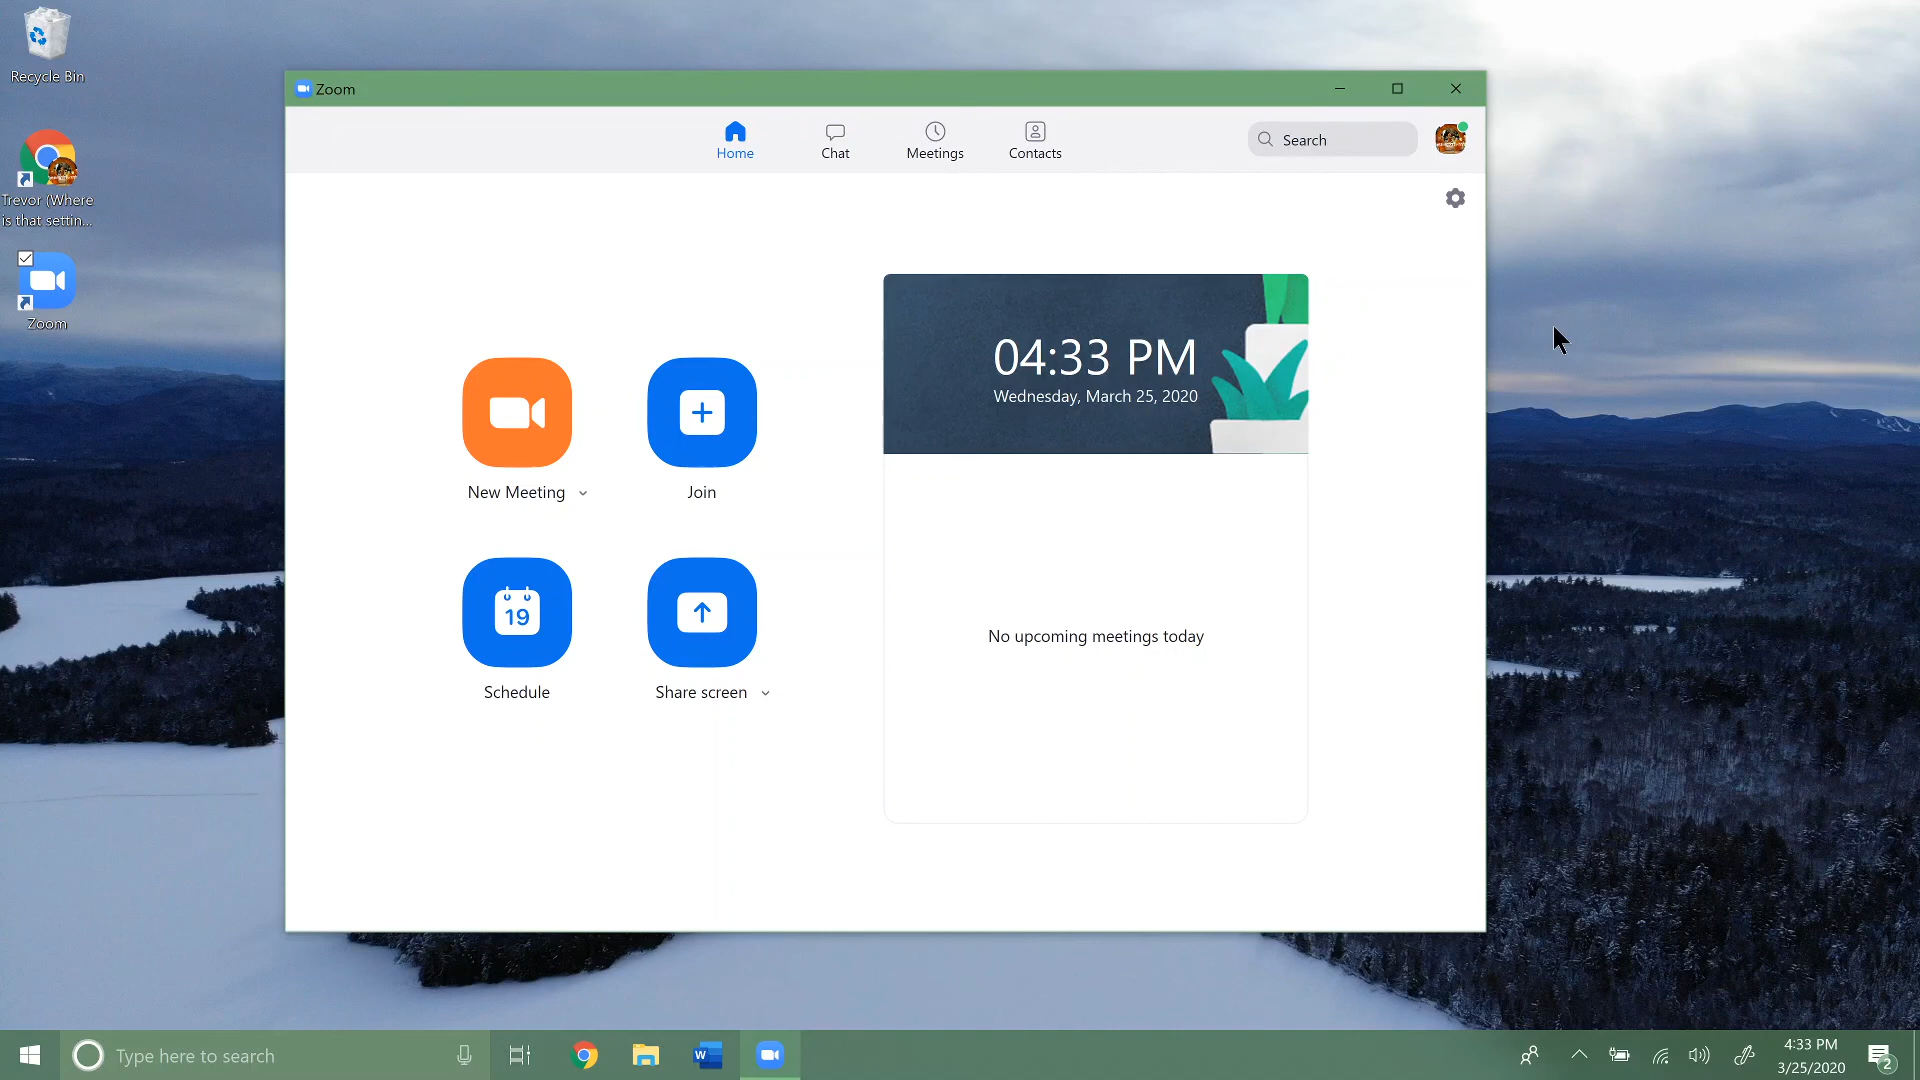 Recycle Bin
Trevor (Where
is that settin...
Zoom
Zoom
Home
Chat
Meetings
Contacts
Search
04:33 PM
Wednesday, March 25, 2020
New Meeting
Join
19
Schedule
Share screen
No upcoming meetings today
Type here to search
W
4:33 PM
3/25/2020
2